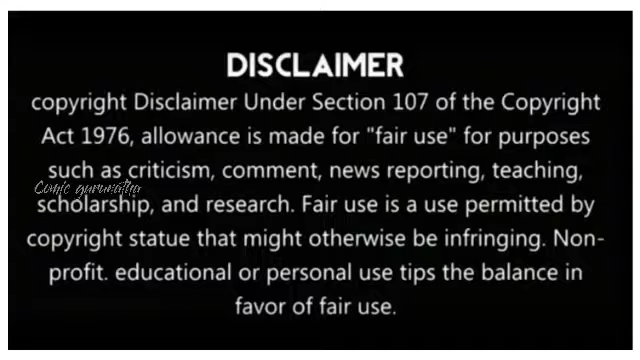 DISCLAIMER
copyright Disclaimer Under Section 107 of the Copyright
Act 1976, allowance is made for "fair use" for purposes
such as criticism, comment, news reporting, teaching,
Comic
scholarship, and research. Fair use is a use permitted by
copyright statue that might otherwise be infringing. Non-
profit. educational or personal use tips the balance in
favor of fair use.